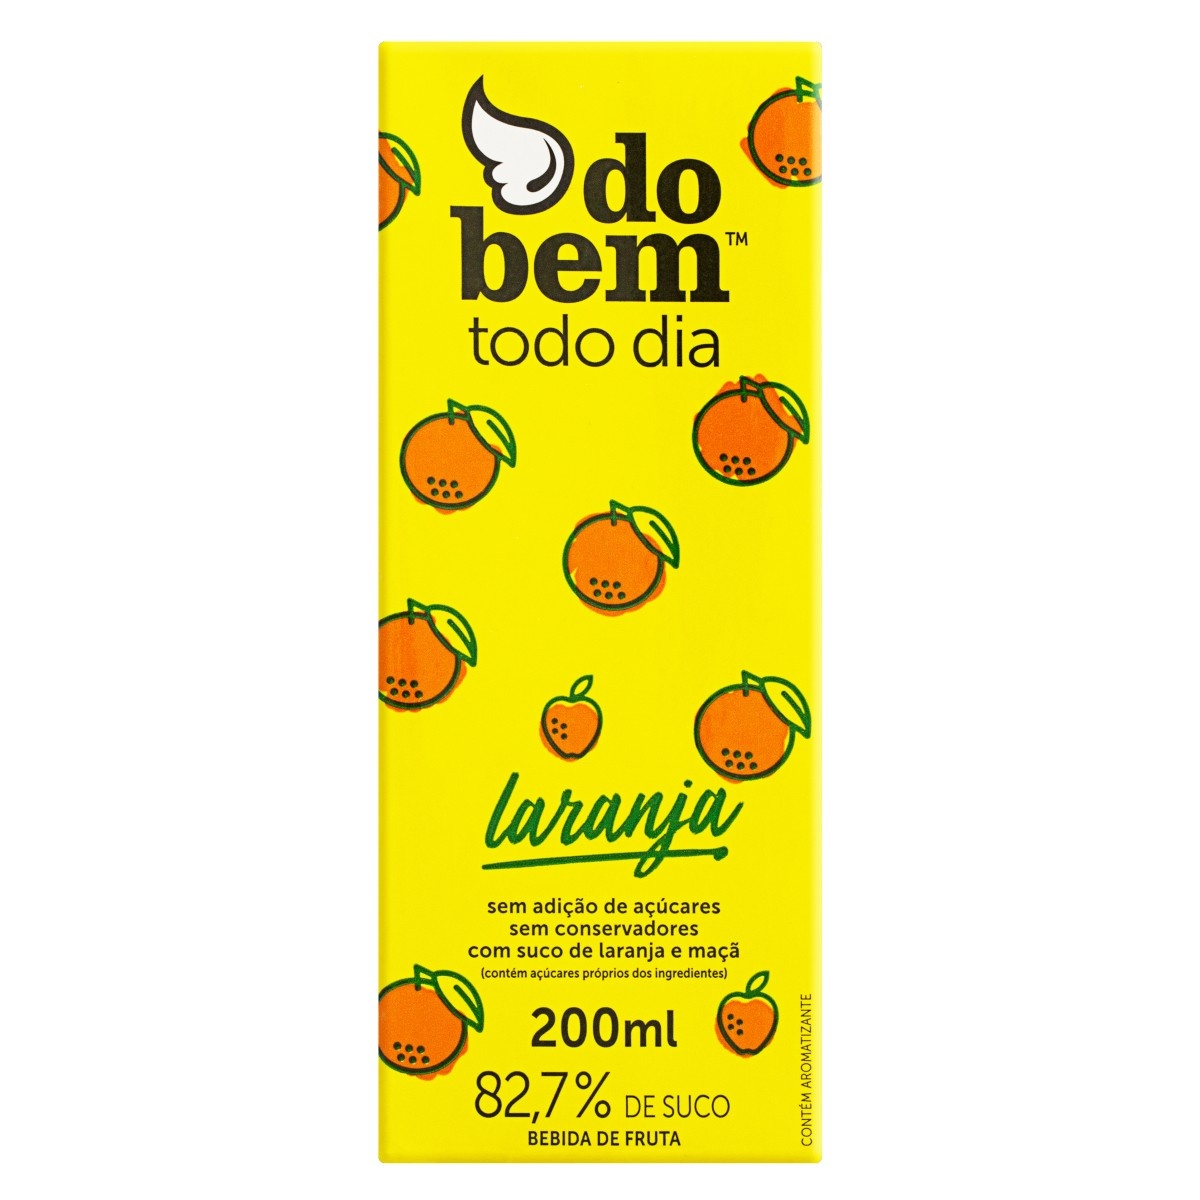 do
bem™
todo dia
laranja
sem adição de açúcares
sem conservadores
com suco de laranja e maçã
(contém açúcares próprios dos ingredientes)
200ml
82,7% DE SUCO
BEBIDA DE FRUTA
CONTÉM AROMATIZANTE